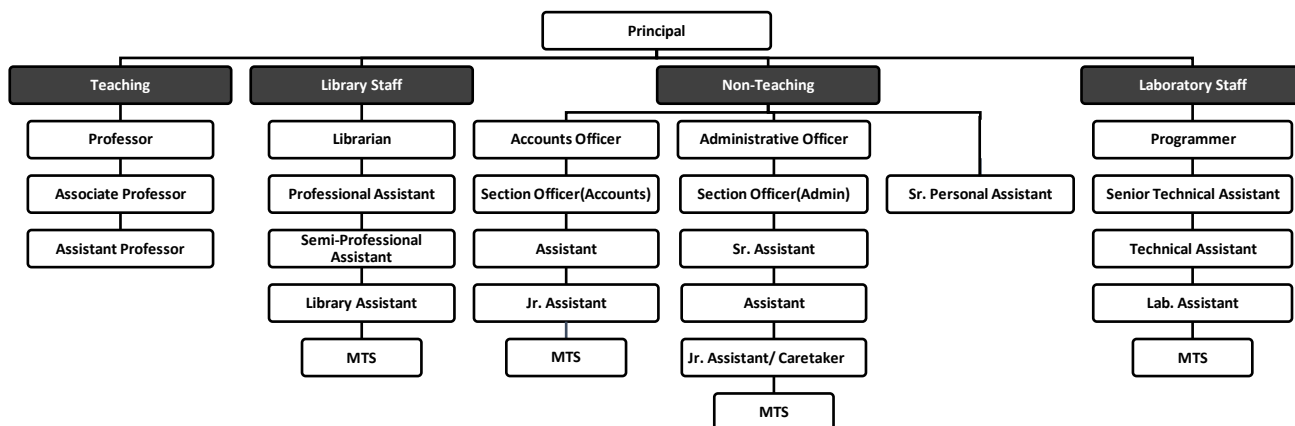 Principal
Teaching
Library Staff
Non-Teaching
Laboratory Staff
Professor
Librarian
Accounts Officer
Administrative Officer
Programmer
Associate Professor
Professional Assistant
Section Officer(Accounts)
Section Officer(Admin)
Sr. Personal Assistant
Senior Technical Assistant
Assistant Professor
Semi-Professional
Assistant
Assistant
Sr. Assistant
Technical Assistant
Library Assistant
Jr. Assistant
Assistant
Lab. Assistant
MTS
MTS
Jr. Assistant/ Caretaker
MTS
MTS